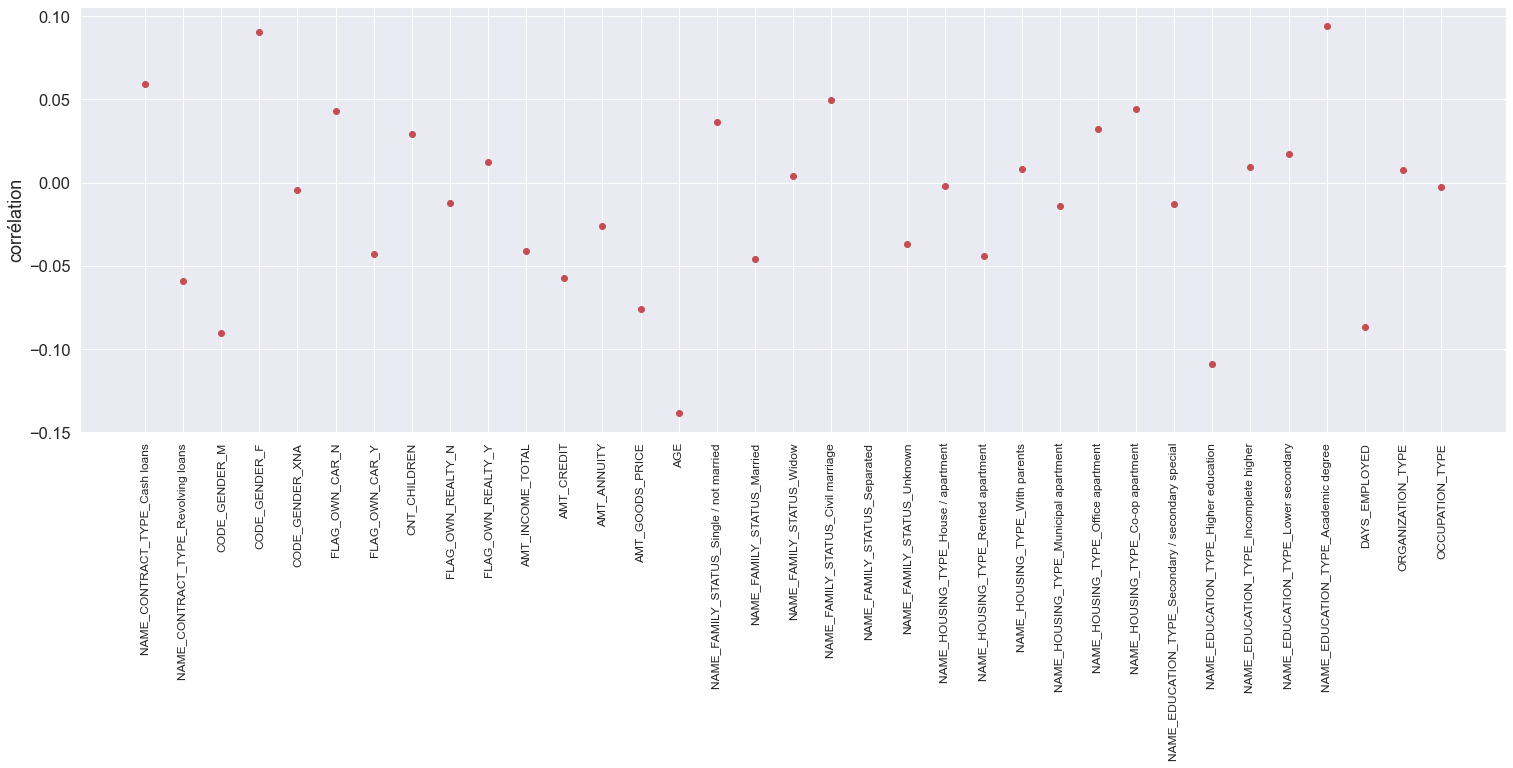 0.10
0.05
0.00
−0.05
−0.10
−0.15
corrélation
NAME_CONTRACT_TYPE_Cash loans
NAME_CONTRACT_TYPE_Revolving loans
CODE_GENDER_M
CODE_GENDER_F
CODE_GENDER_XNA
FLAG_OWN_CAR_N
FLAG_OWN_CAR_Y
CNT_CHILDREN
FLAG_OWN_REALTY_N
FLAG_OWN_REALTY_Y
AMT_INCOME_TOTAL
AMT_CREDIT
AMT_ANNUITY
AMT_GOODS_PRICE
AGE
NAME_FAMILY_STATUS_Single / not married
NAME_FAMILY_STATUS_Married
NAME_FAMILY_STATUS_Widow
NAME_FAMILY_STATUS_Civil marriage
NAME_FAMILY_STATUS_Separated
NAME_FAMILY_STATUS_Unknown
NAME_HOUSING_TYPE_House / apartment
NAME_HOUSING_TYPE_Rented apartment
NAME_HOUSING_TYPE_With parents
NAME_HOUSING_TYPE_Municipal apartment
NAME_HOUSING_TYPE_Office apartment
NAME_HOUSING_TYPE_Co-op apartment
NAME_EDUCATION_TYPE_Secondary / secondary special
NAME_EDUCATION_TYPE_Higher education
NAME_EDUCATION_TYPE_Incomplete higher
NAME_EDUCATION_TYPE_Lower secondary
NAME_EDUCATION_TYPE_Academic degree
DAYS_EMPLOYED
ORGANIZATION_TYPE
OCCUPATION_TYPE